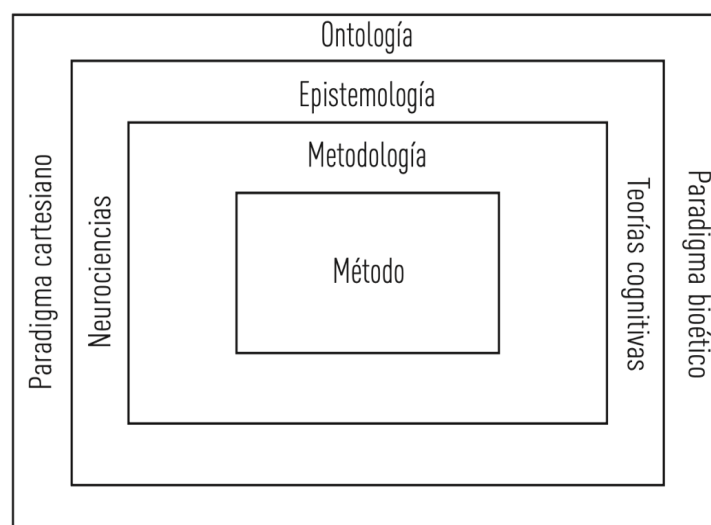 Ontología
Epistemología
Metodología
Método
Paradigma cartesiano
Neurociencias
Teorías cognitivas
Paradigma bioético